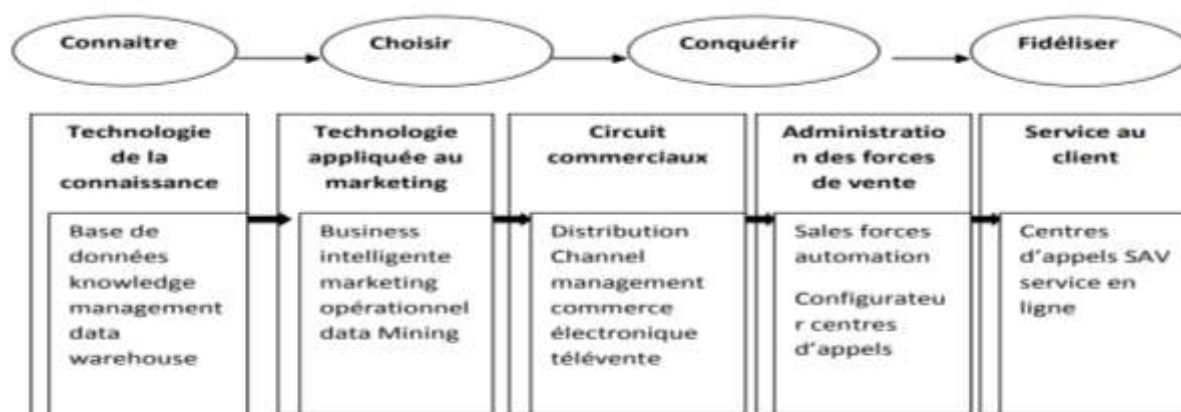 Connaitre
Choisir
Conquérir
Fidéliser
Technologie
de la
connaissance
Base de
données
knowledge
management
data
warehouse
Technologie
appliquée au
marketing
Business
intelligente
marketing
opérationnel
data Mining
Circuit
commerciaux
Distribution
Channel
management
commerce
électronique
télévente
Administratio
n des forces
de vente
Sales forces
automation
Configurateu
r centres
d'appels
Service au
client
Centres
d'appels SAV
service en
ligne